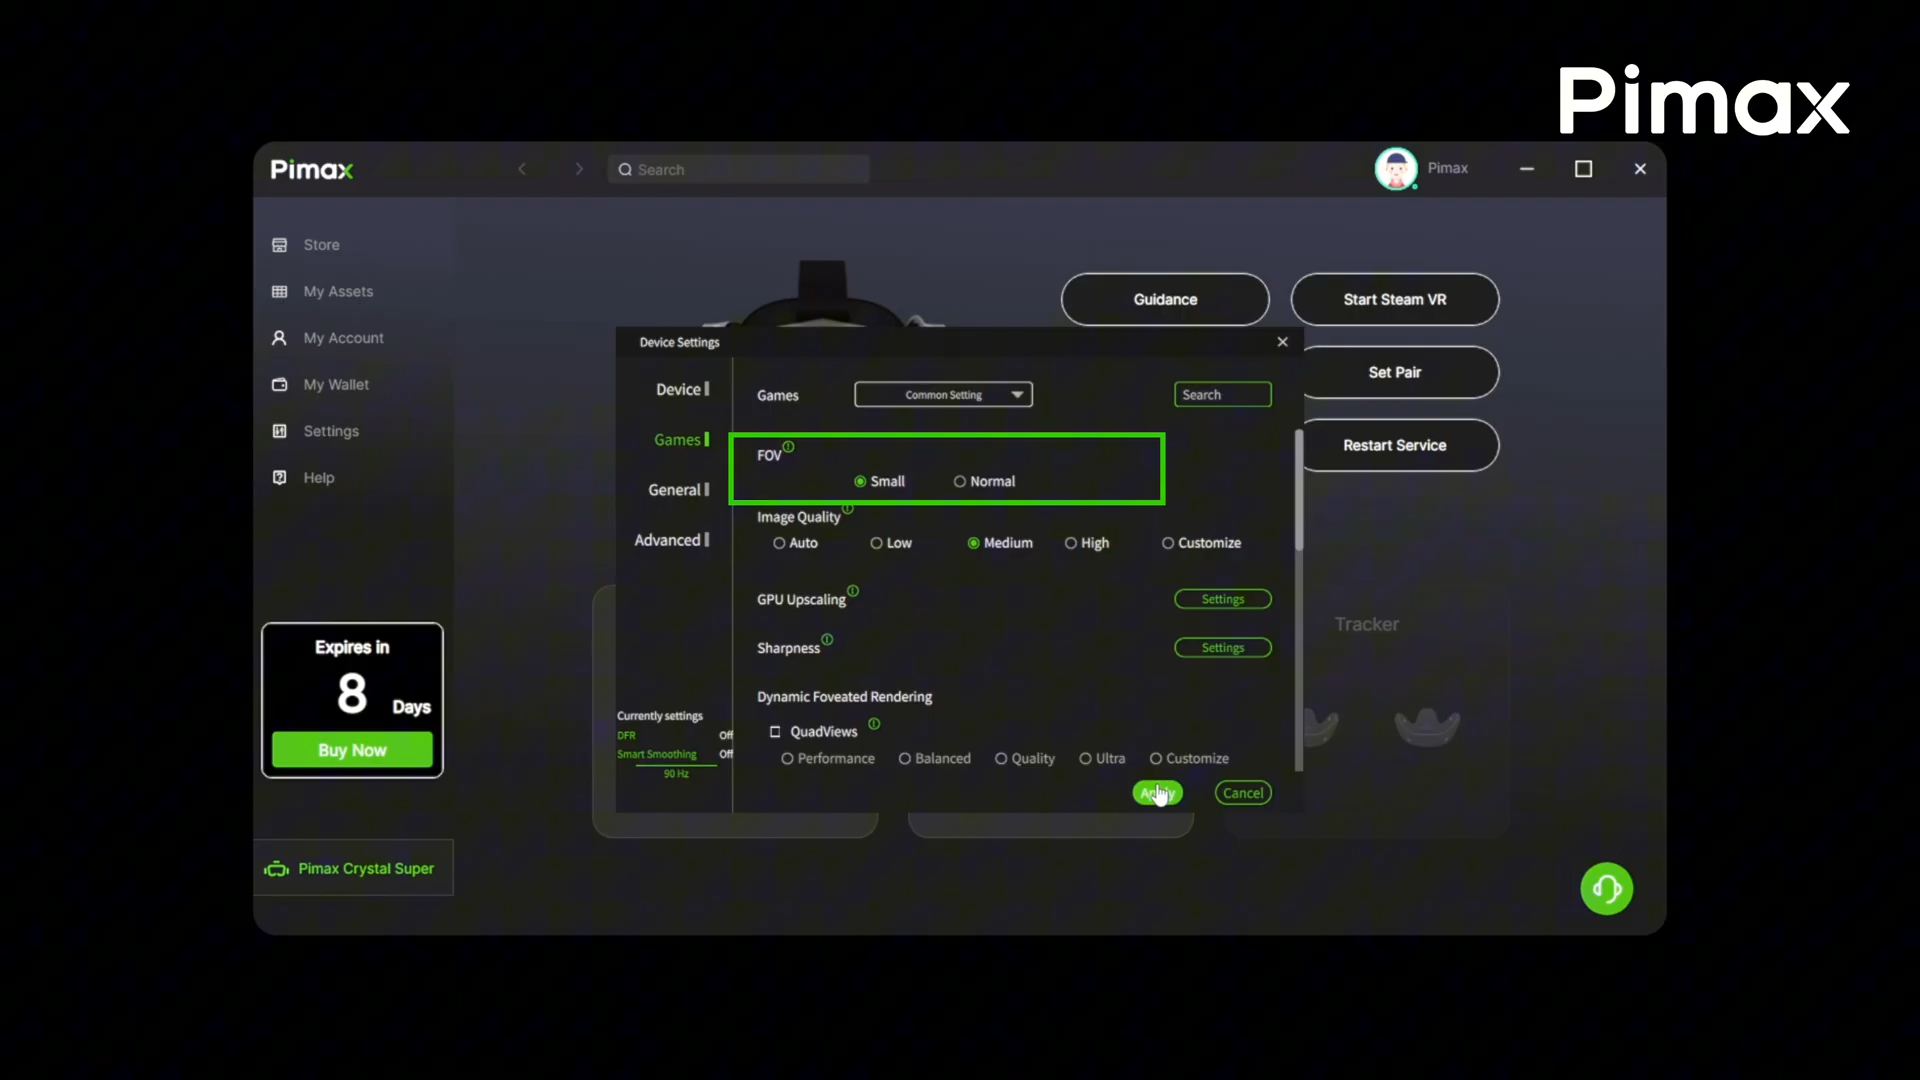 Pimax
Pimax
Search
Pimax
Store
My Assets
My Account
My Wallet
Settings
Help
Guidance
Start Steam VR
Set Pair
Restart Service
Device Settings
Device
Games
General
Advanced
Games
Common Setting
Search
FOV
Small
Normal
Image Quality
Auto
Low
Medium
High
Customize
GPU Upscaling
Settings
Sharpness
Settings
Dynamic Foveated Rendering
QuadViews
Performance
Balanced
Quality
Ultra
Customize
Cancel
Currently settings
DFR Off
Smart Smoothing Off
90 Hz
Tracker
Expires in
8 Days
Buy Now
Pimax Crystal Super